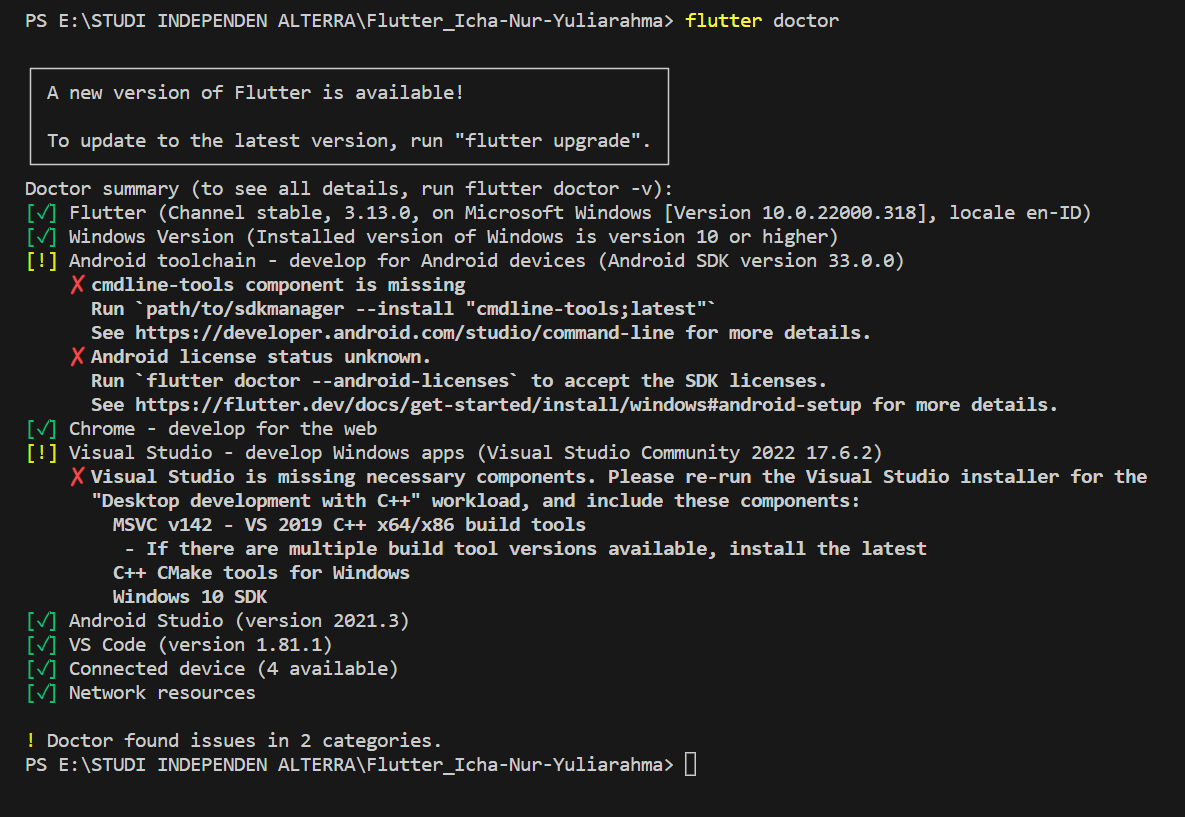 PS E:\STUDI INDEPENDEN ALTERRA\Flutter_Icha-Nur-Yuliarahma> flutter doctor
A new version of Flutter is available!
To update to the latest version, run "flutter upgrade".
Doctor summary (to see all details, run flutter doctor -v):
[√] Flutter (Channel stable, 3.13.0, on Microsoft Windows [Version 10.0.22000.318], locale en-ID)
[√] Windows Version (Installed version of Windows is version 10 or higher)
[!] Android toolchain - develop for Android devices (Android SDK version 33.0.0)
X cmdline-tools component is missing
Run `path/to/sdkmanager --install "cmdline-tools;latest"`
See https://developer.android.com/studio/command-line for more details.
X Android license status unknown.
Run `flutter doctor --android-licenses` to accept the SDK licenses.
See https://flutter.dev/docs/get-started/install/windows#android-setup for more details.
[√] Chrome - develop for the web
[!] Visual Studio - develop Windows apps (Visual Studio Community 2022 17.6.2)
X Visual Studio is missing necessary components. Please re-run the Visual Studio installer for the
"Desktop development with C++" workload, and include these components:
MSVC v142 - VS 2019 C++ x64/x86 build tools
- If there are multiple build tool versions available, install the latest
C++ CMake tools for Windows
Windows 10 SDK
[√] Android Studio (version 2021.3)
[√] VS Code (version 1.81.1)
[√] Connected device (4 available)
[√] Network resources
! Doctor found issues in 2 categories.
PS E:\STUDI INDEPENDEN ALTERRA\Flutter_Icha-Nur-Yuliarahma>